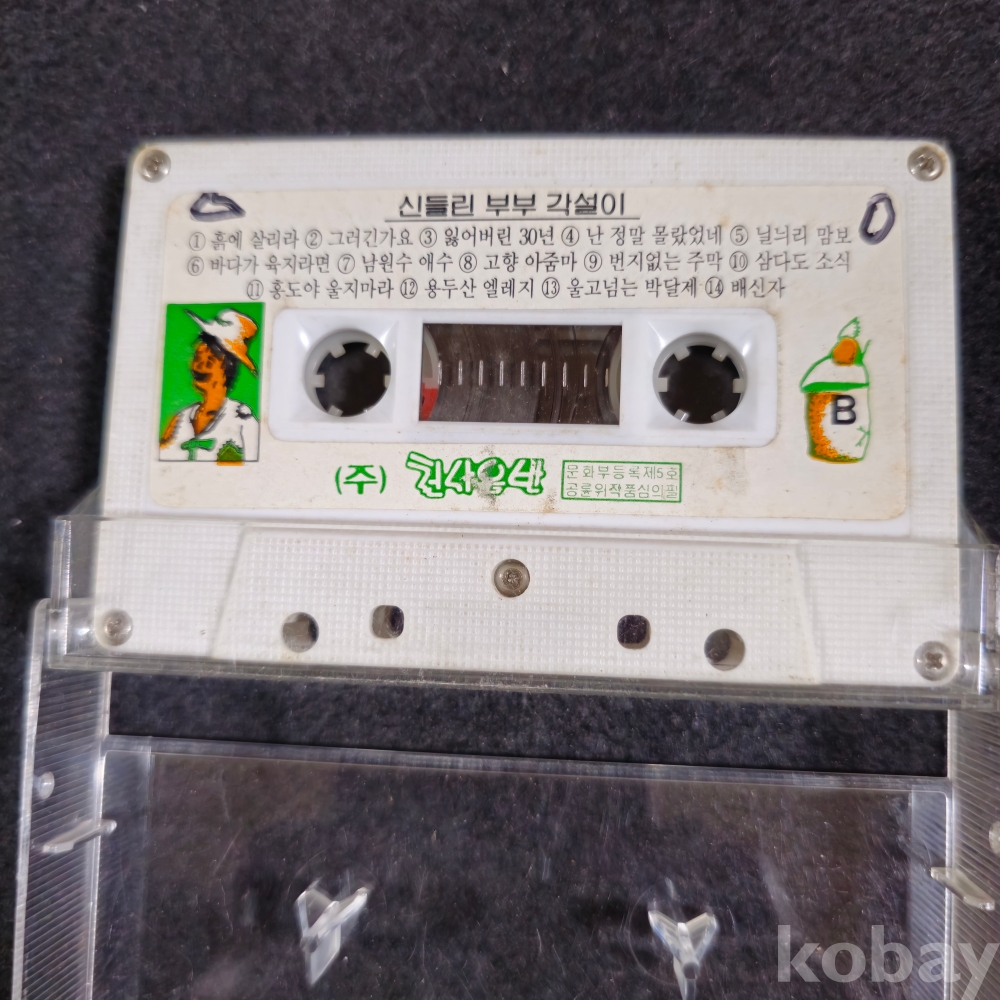 신들린 부부 각설이
① 흙에 살리라 ② 그러긴가요 ③ 잃어버린 30년 ④ 난 정말 몰랐었네 ⑤ 닐늬리 맘보
⑥ 바다가 육지라면 ⑦ 남원수 애수 ⑧ 고향 아줌마 ⑨ 번지없는 주막 ⑩ 삼다도 소식
⑪ 홍도야 울지마라 ⑫ 용두산 엘레지 ⑬ 울고넘는 박달제 ⑭ 배신자
B
(주)
문화부등록제5호
공륜위작품심의필
kobay